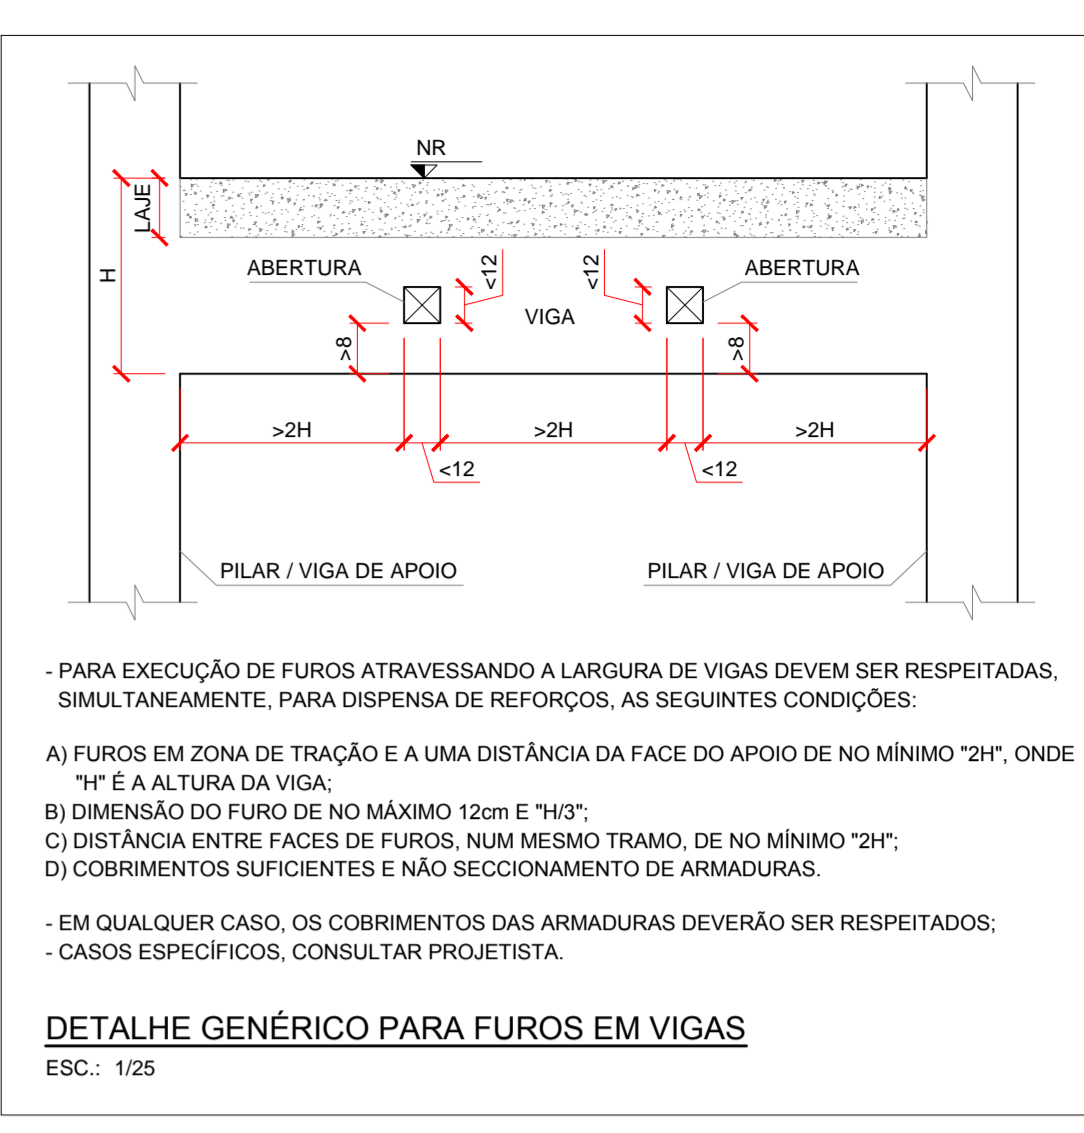 NR
LAJE
H
ABERTURA
<12
<12
ABERTURA
VIGA
>8
>8
>2H
>2H
>2H
<12
<12
PILAR / VIGA DE APOIO
PILAR / VIGA DE APOIO
- PARA EXECUÇÃO DE FUROS ATRAVESSANDO A LARGURA DE VIGAS DEVEM SER RESPEITADAS,
SIMULTANEAMENTE, PARA DISPENSA DE REFORÇOS, AS SEGUINTES CONDIÇÕES:
A) FUROS EM ZONA DE TRAÇÃO E A UMA DISTÂNCIA DA FACE DO APOIO DE NO MÍNIMO "2H", ONDE
"H" É A ALTURA DA VIGA;
B) DIMENSÃO DO FURO DE NO MÁXIMO 12cm E "H/3";
C) DISTÂNCIA ENTRE FACES DE FUROS, NUM MESMO TRAMO, DE NO MÍNIMO "2H";
D) COBRIMENTOS SUFICIENTES E NÃO SECCIONAMENTO DE ARMADURAS.
- EM QUALQUER CASO, OS COBRIMENTOS DAS ARMADURAS DEVERÃO SER RESPEITADOS;
- CASOS ESPECÍFICOS, CONSULTAR PROJETISTA.
DETALHE GENÉRICO PARA FUROS EM VIGAS
ESC.: 1/25